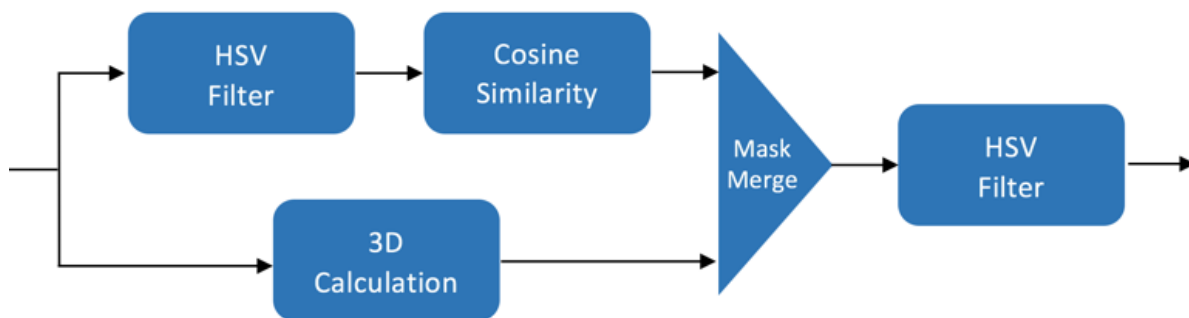 HSV
Filter
Cosine
Similarity
3D
Calculation
Mask
Merge
HSV
Filter